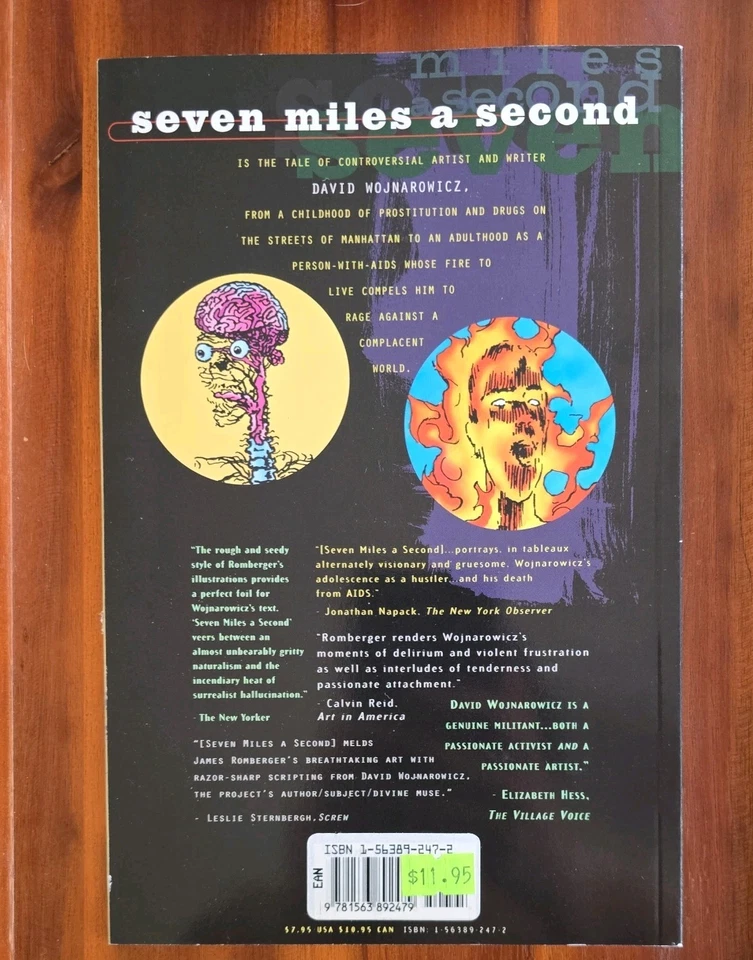 miles
a second
seven
seven miles a second
IS THE TALE OF CONTROVERSIAL ARTIST AND WRITER
DAVID WOJNAROWICZ,
FROM A CHILDHOOD OF PROSTITUTION AND DRUGS ON
THE STREETS OF MANHATTAN TO AN ADULTHOOD AS A
PERSON-WITH-AIDS WHOSE FIRE TO
LIVE COMPELS HIM TO
RAGE AGAINST A
COMPLACENT
WORLD.
"The rough and seedy
style of Romberger's
illustrations provides
a perfect foil for
Wojnarowicz's text.
'Seven Miles a Second'
veers between an
almost unbearably gritty
naturalism and the
incendiary heat of
surrealist hallucination."
- The New Yorker
"[Seven Miles a Second]...portrays, in tableaux
alternately visionary and gruesome, Wojnarowicz's
adolescence as a hustler...and his death
from AIDS."
- Jonathan Napack, The New York Observer
"Romberger renders Wojnarowicz's
moments of delirium and violent frustration
as well as interludes of tenderness and
passionate attachment."
- Calvin Reid,
Art in America
DAVID WOJNAROWICZ IS A
GENUINE MILITANT...BOTH A
PASSIONATE ACTIVIST AND A
PASSIONATE ARTIST."
- ELIZABETH HESS,
THE VILLAGE VOICE
"[SEVEN MILES A SECOND] MELDS
JAMES ROMBERGER'S BREATHTAKING ART WITH
RAZOR-SHARP SCRIPTING FROM DAVID WOJNAROWICZ,
THE PROJECT'S AUTHOR/SUBJECT/DIVINE MUSE."
- LESLIE STERNBERGH, SCREW
ISBN 1-56389-247-2
EAN
$11.95
9 781563 892479
$7.95 USA $10.95 CAN ISBN: 1-56389-247-2